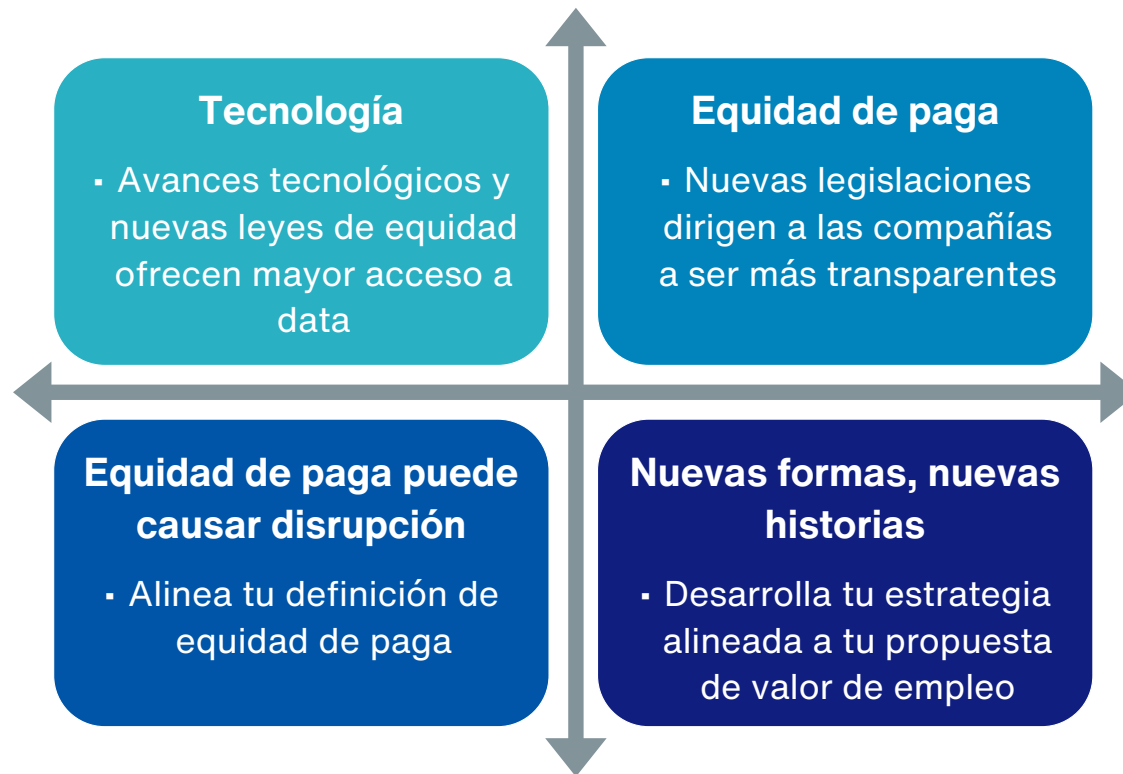 Tecnología
▪ Avances tecnológicos y
nuevas leyes de equidad
ofrecen mayor acceso a
data
Equidad de paga
▪ Nuevas legislaciones
dirigen a las compañías
a ser más transparentes
Equidad de paga puede
causar disrupción
▪ Alinea tu definición de
equidad de paga
Nuevas formas, nuevas
historias
▪ Desarrolla tu estrategia
alineada a tu propuesta
de valor de empleo